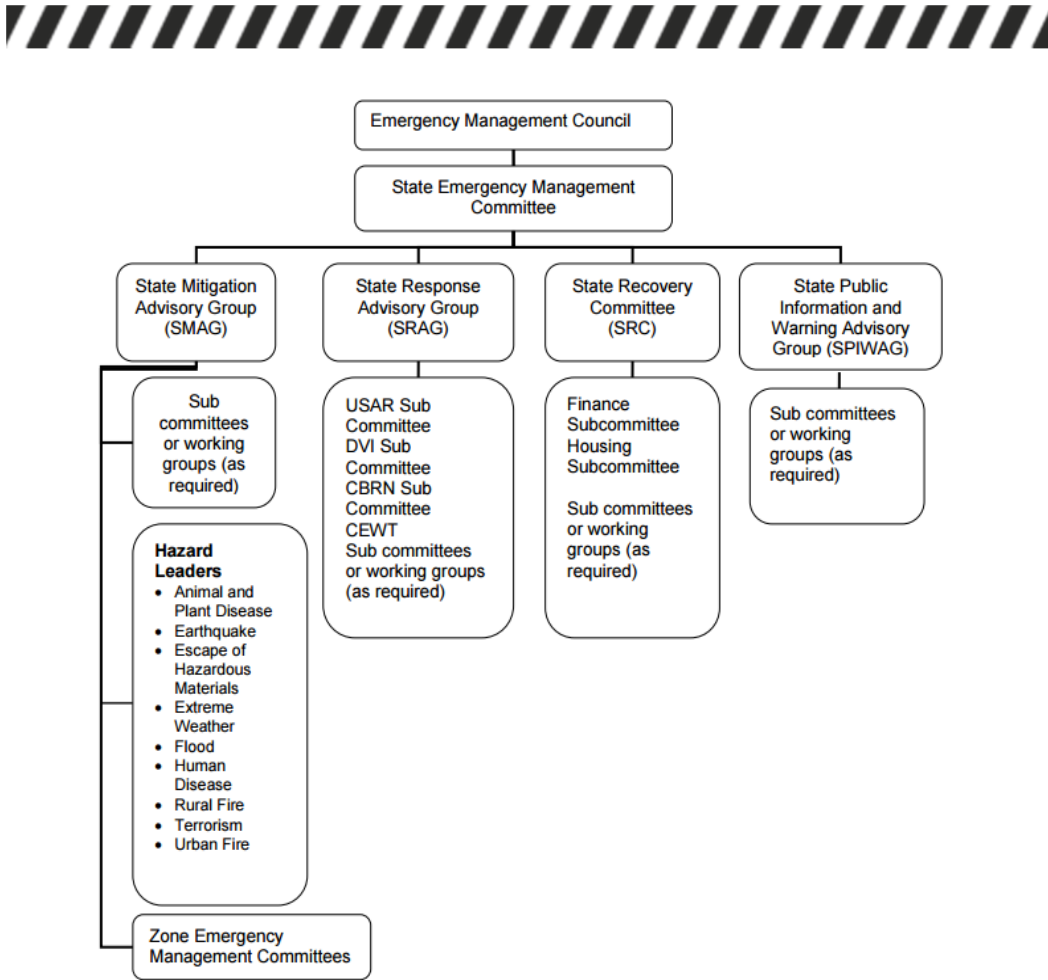 Emergency Management Council
State Emergency Management
Committee
State Mitigation
Advisory Group
(SMAG)
State Response
Advisory Group
(SRAG)
State Recovery
Committee
(SRC)
State Public
Information and
Warning Advisory
Group (SPIWAG)
Sub
committees
or working
groups (as
required)
USAR Sub
Committee
DVI Sub
Committee
CBRN Sub
Committee
CEWT
Sub committees
or working groups
(as required)
Finance
Subcommittee
Housing
Subcommittee
Sub committees
or working
groups (as
required)
Sub committees
or working
groups (as
required)
Hazard
Leaders
• Animal and
Plant Disease
• Earthquake
• Escape of
Hazardous
Materials
• Extreme
Weather
• Flood
• Human
Disease
• Rural Fire
• Terrorism
• Urban Fire
Zone Emergency
Management Committees